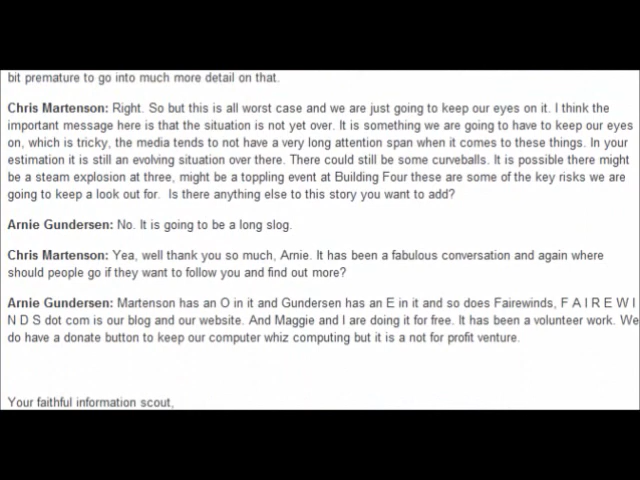 bit premature to go into much more detail on that.
Chris Martenson: Right. So but this is all worst case and we are just going to keep our eyes on it. I think the
important message here is that the situation is not yet over. It is something we are going to have to keep our eyes
on, which is tricky, the media tends to not have a very long attention span when it comes to these things. In your
estimation it is still an evolving situation over there. There could still be some curveballs. It is possible there might
be a steam explosion at three, might be a toppling event at Building Four these are some of the key risks we are
going to keep a look out for. Is there anything else to this story you want to add?
Arnie Gundersen: No. It is going to be a long slog.
Chris Martenson: Yea, well thank you so much, Arnie. It has been a fabulous conversation and again where
should people go if they want to follow you and find out more?
Arnie Gundersen: Martenson has an O in it and Gundersen has an E in it and so does Fairewinds, F A I R E W I
N D S dot com is our blog and our website. And Maggie and I are doing it for free. It has been a volunteer work. We
do have a donate button to keep our computer whiz computing but it is a not for profit venture.
Your faithful information scout,